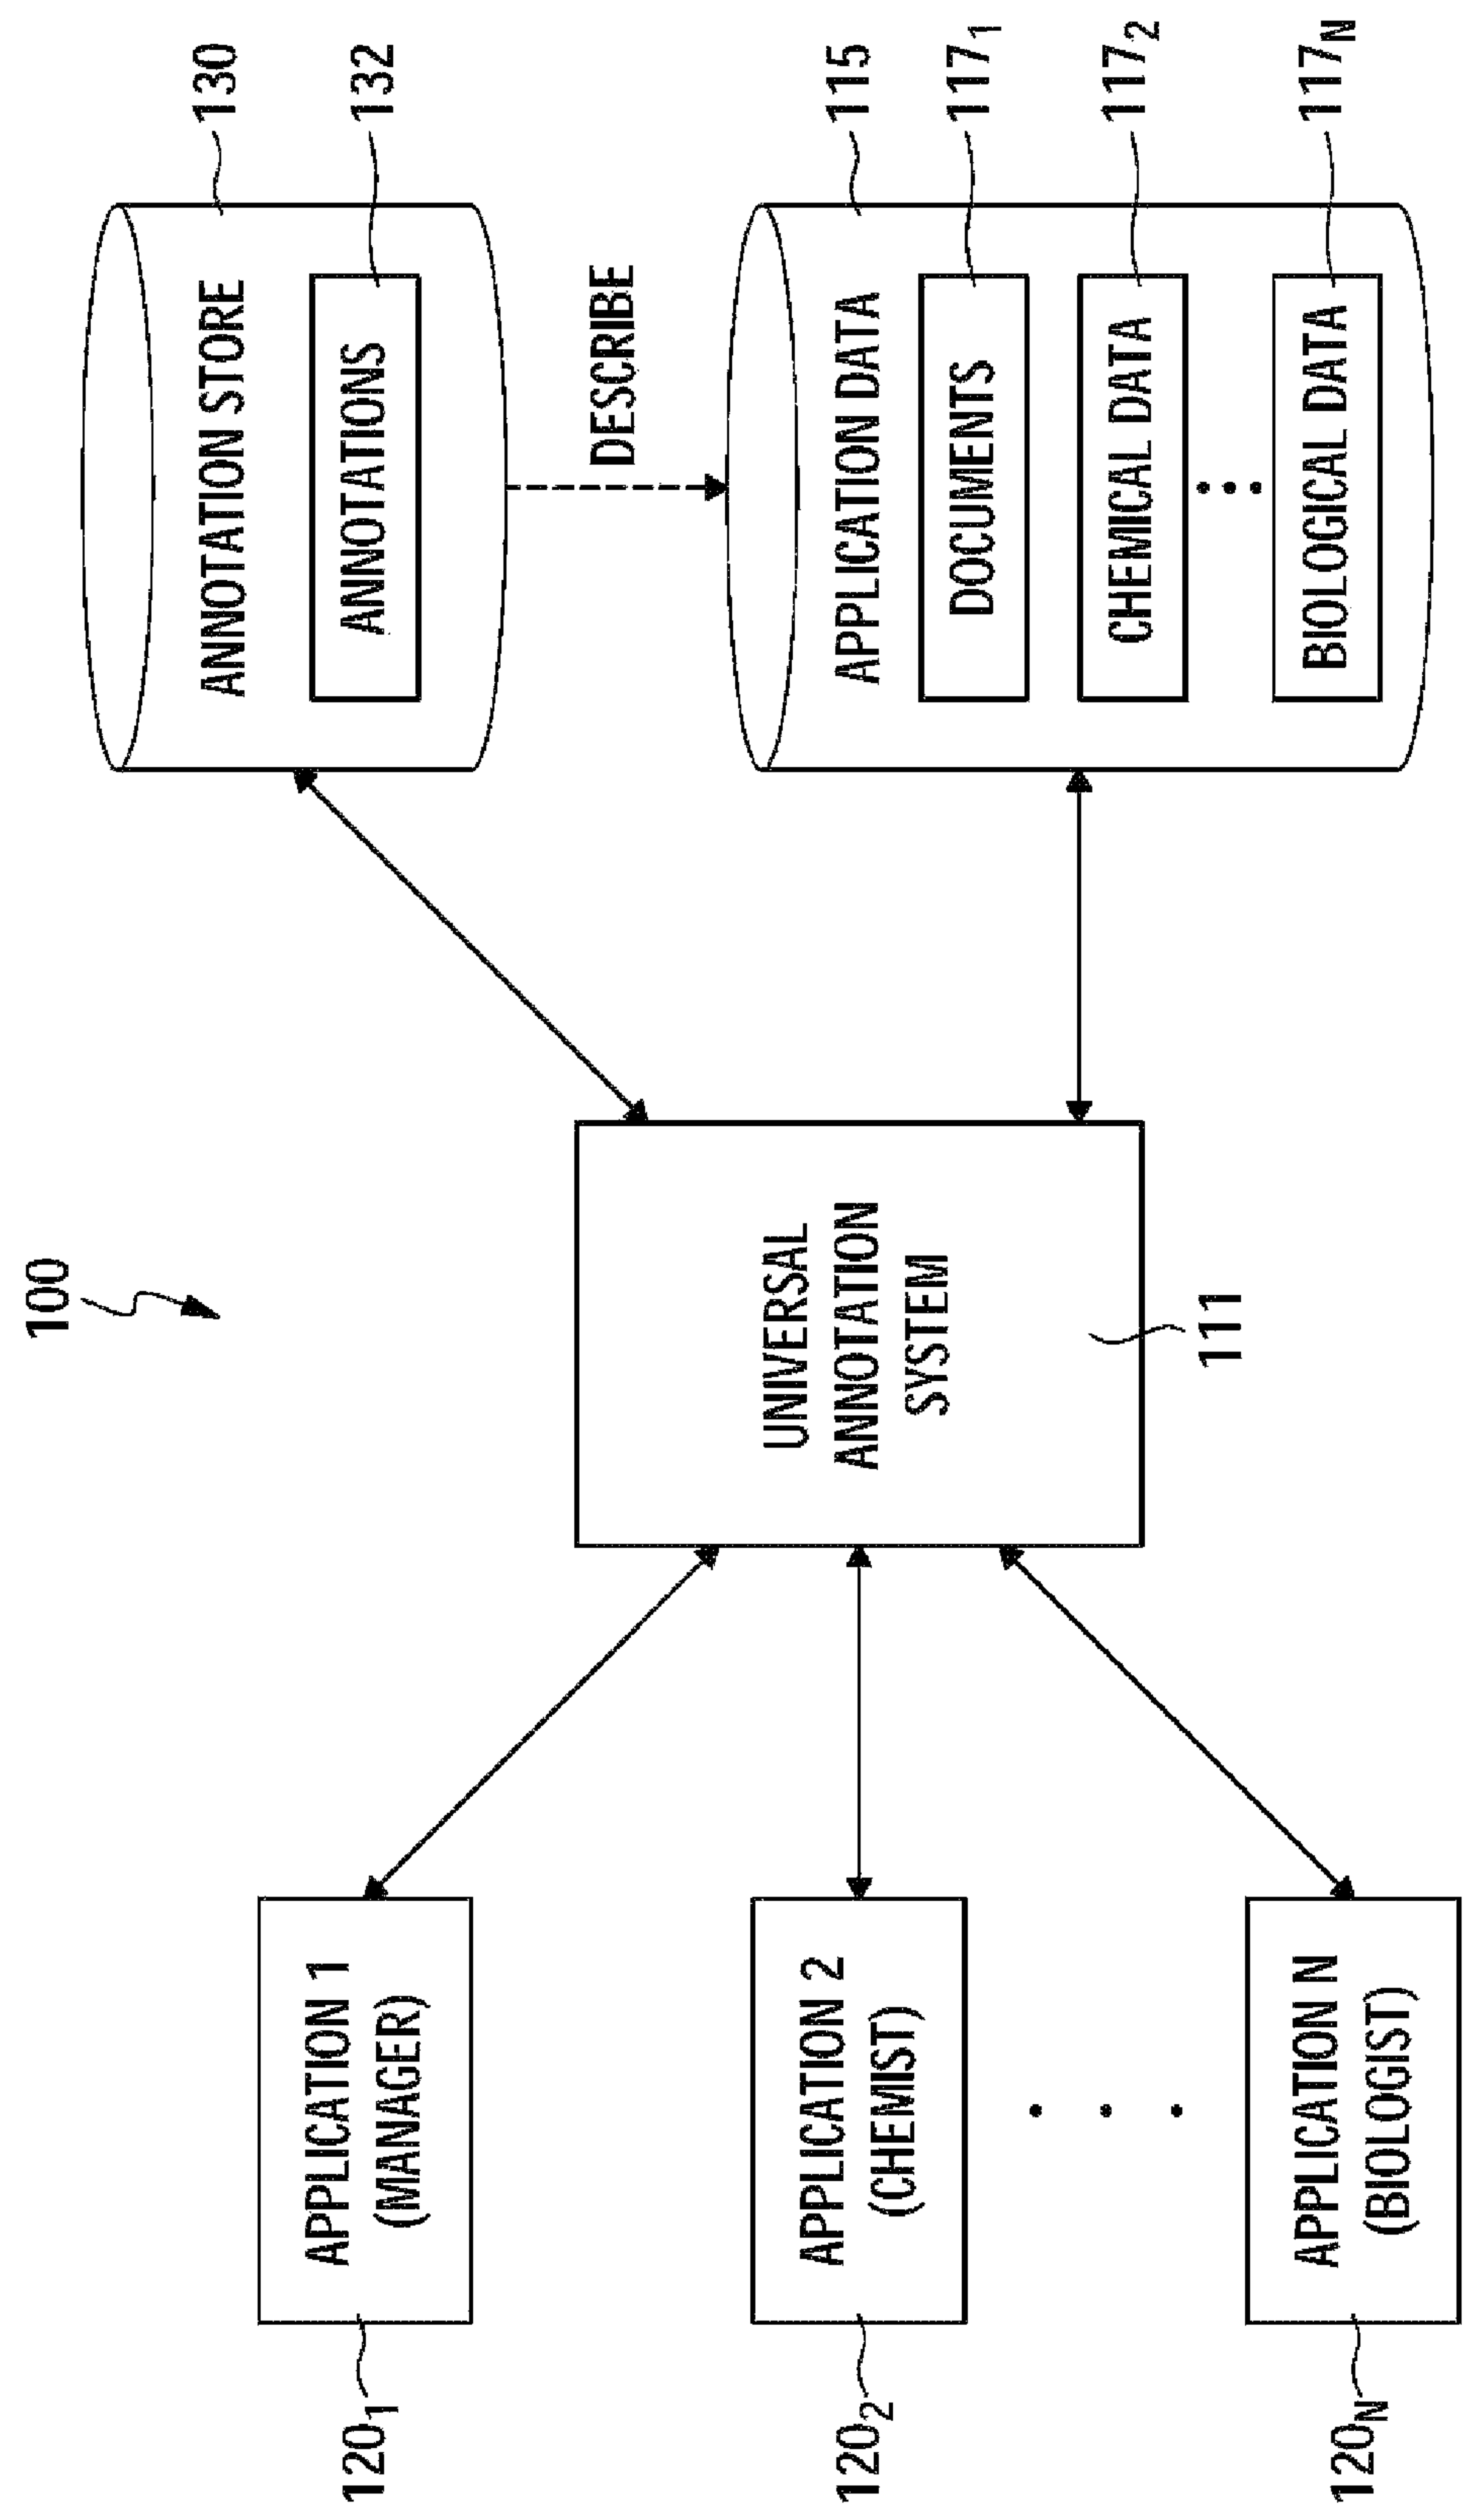 100
APPLICATION 1
(MANAGER)
120₁
APPLICATION 2
(CHEMIST)
120₂
APPLICATION N
(BIOLOGIST)
120N
UNIVERSAL
ANNOTATION
SYSTEM
111
ANNOTATION STORE
130
ANNOTATIONS
132
DESCRIBE
APPLICATION DATA
115
DOCUMENTS
117₁
CHEMICAL DATA
117₂
BIOLOGICAL DATA
117N